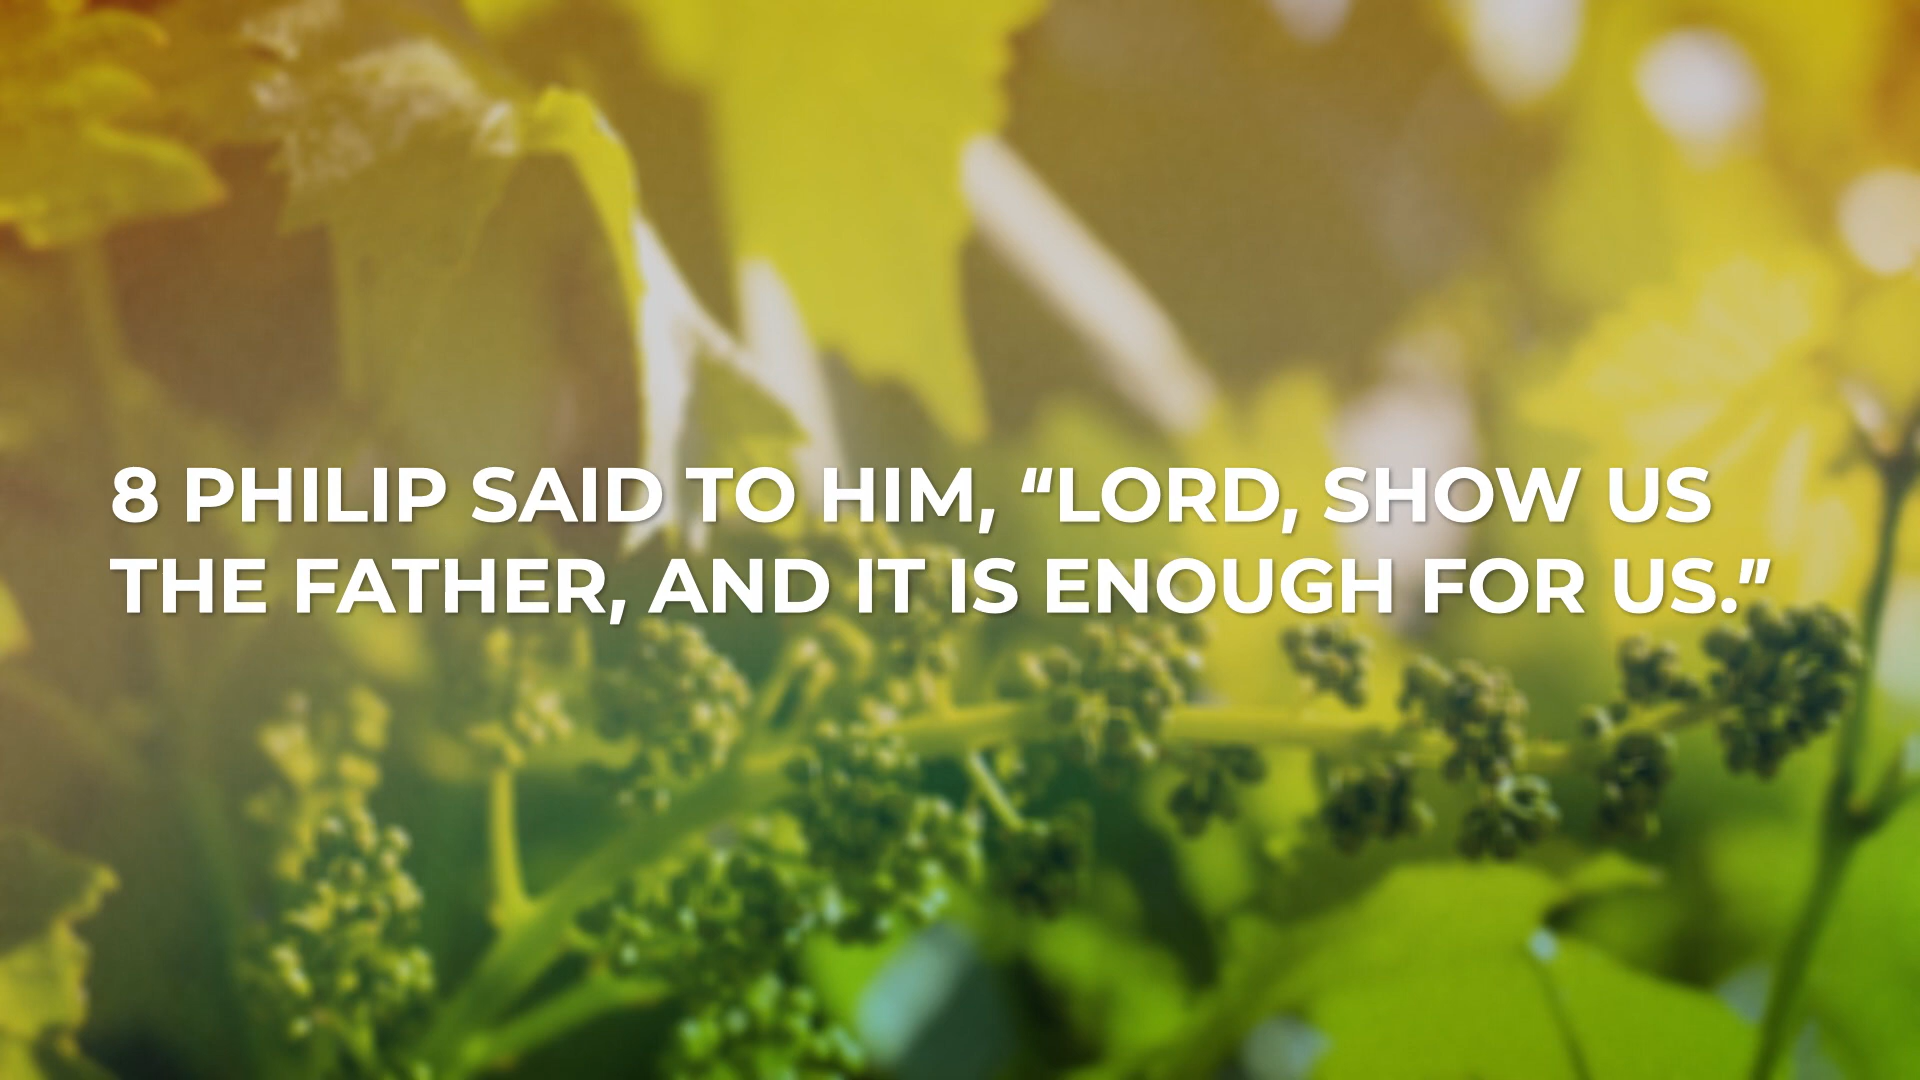 8 PHILIP SAID TO HIM, “LORD, SHOW US
THE FATHER, AND IT IS ENOUGH FOR US.”